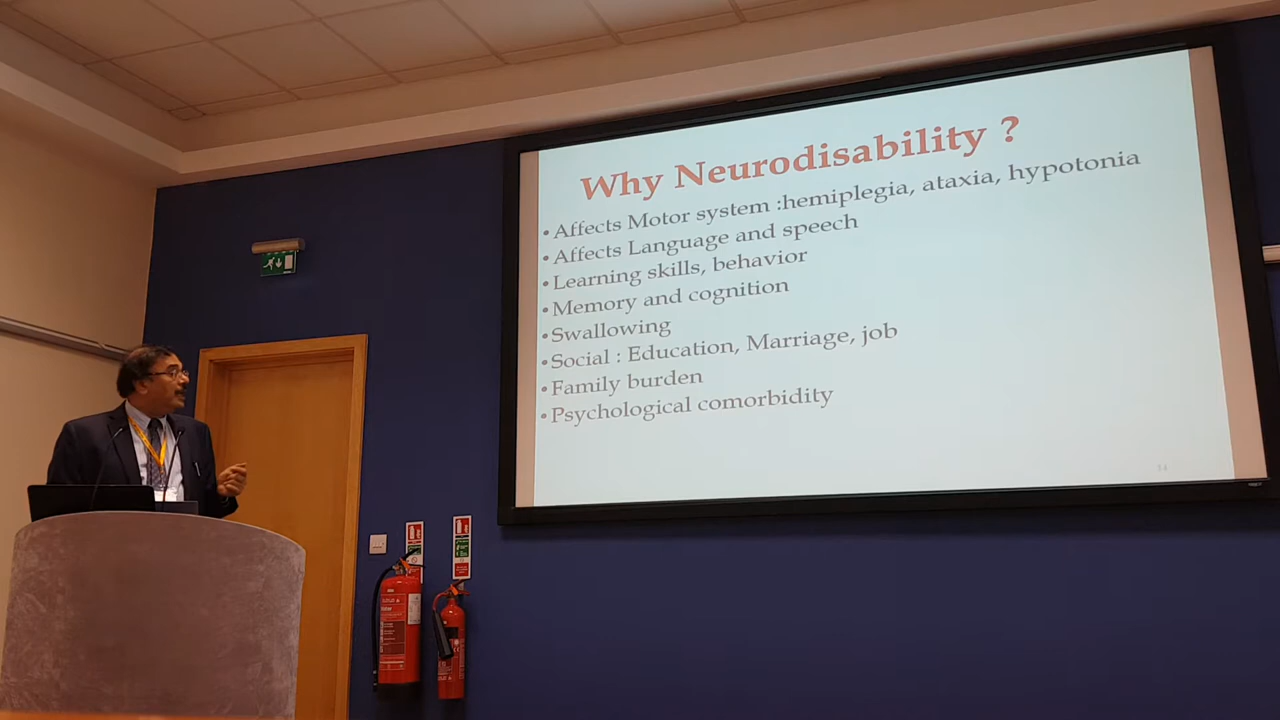 Why Neurodisability ?
• Affects Motor system :hemiplegia, ataxia, hypotonia
• Affects Language and speech
• Learning skills, behavior
• Memory and cognition
• Swallowing
• Social : Education, Marriage, job
• Family burden
• Psychological comorbidity